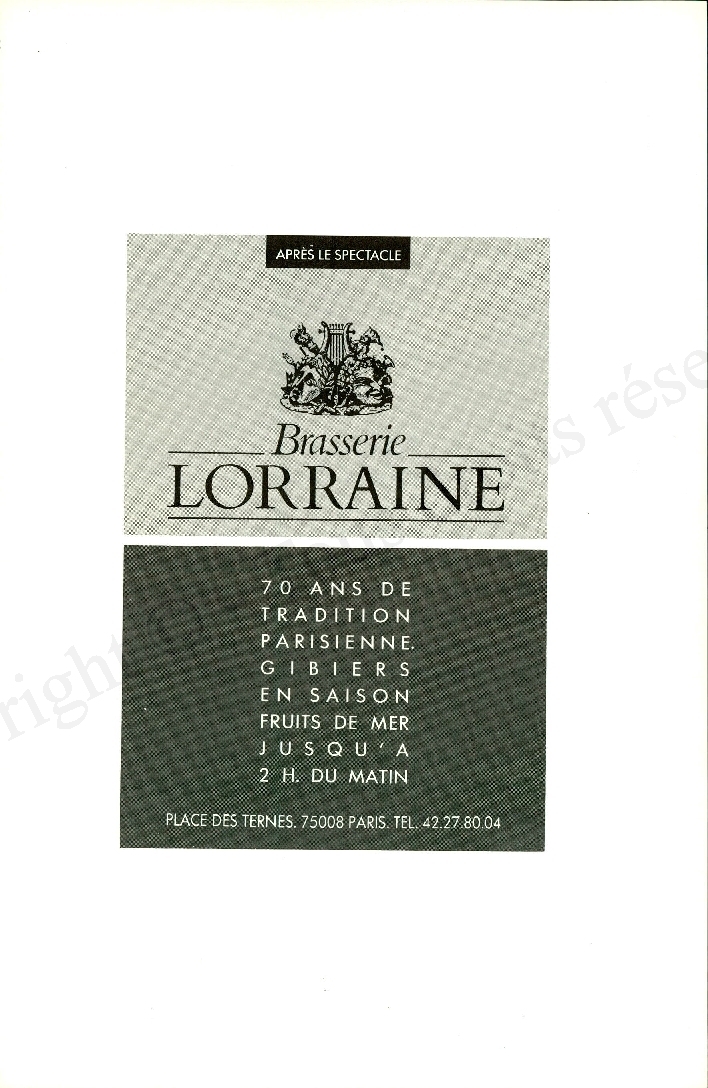 APRÈS LE SPECTACLE
Brasserie
LORRAINE
70 ANS DE
TRADITION
PARISIENNE.
GIBIERS
EN SAISON
FRUITS DE MER
JUSQU'A
2 H. DU MATIN
PLACE DES TERNES. 75008 PARIS. TEL. 42.27.80.04